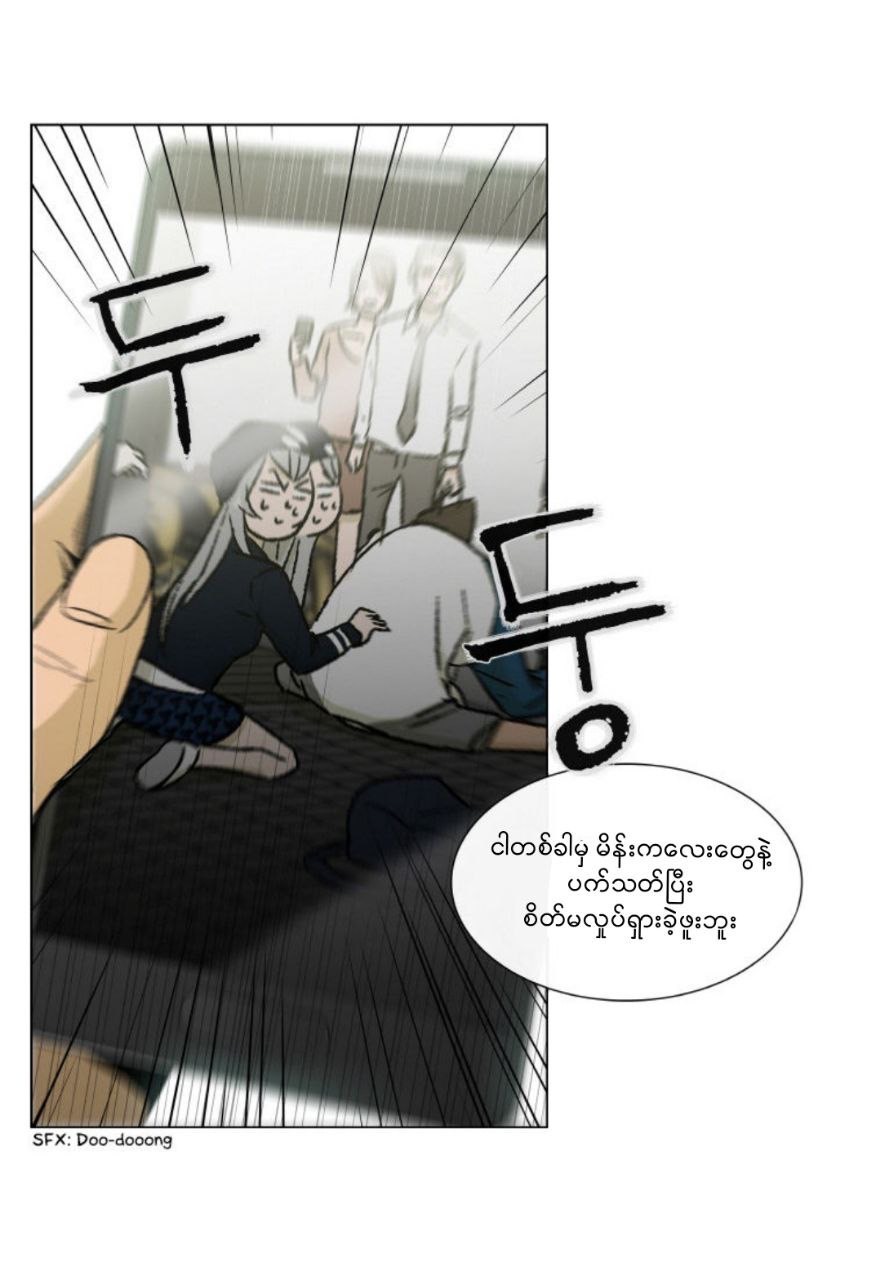 두
둥
ငါတစ်ခါမှ မိန်းကလေးတွေနဲ့
ပက်သတ်ပြီး
စိတ်မလှုပ်ရှားခဲ့ဖူးဘူး
SFX: Doo-dooong